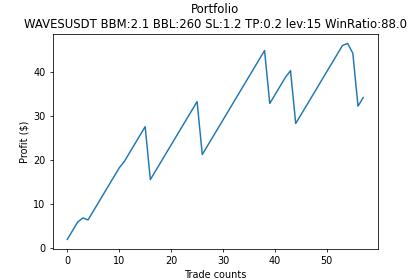 Portfolio
WAVESUSDT BBM:2.1 BBL:260 SL:1.2 TP:0.2 lev:15 WinRatio:88.0
40
30
20
10
0
Profit ($)
0 10 20 30 40 50
Trade counts